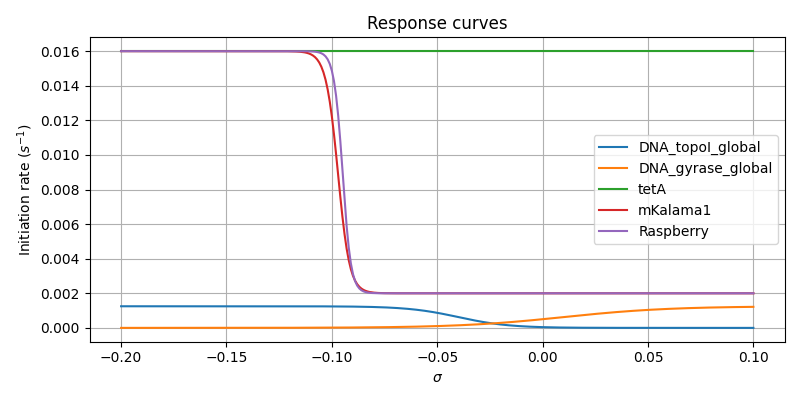 Response curves
Initiation rate (s⁻¹)
0.016
0.014
0.012
0.010
0.008
0.006
0.004
0.002
0.000
DNA_topoI_global
DNA_gyrase_global
tetA
mKalama1
Raspberry
−0.20 −0.15 −0.10 −0.05 0.00 0.05 0.10
σ